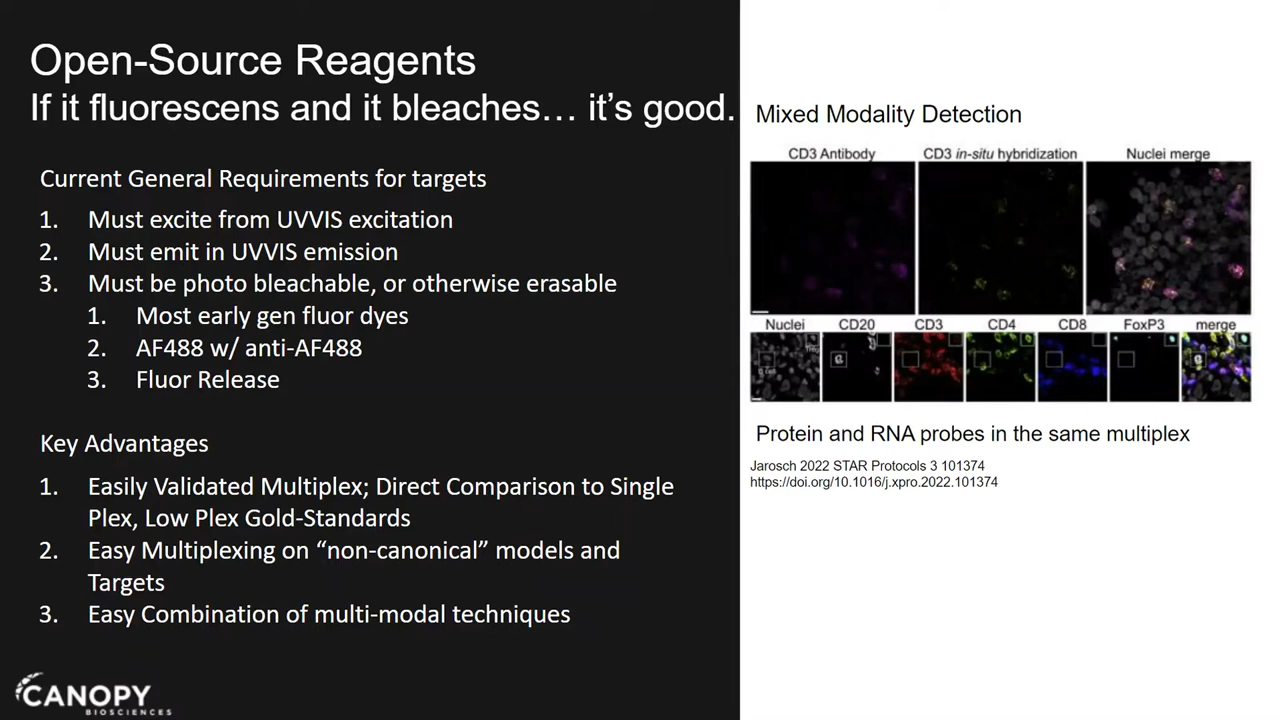 Open-Source Reagents
If it fluorescens and it bleaches… it's good.
Current General Requirements for targets
1. Must excite from UVVIS excitation
2. Must emit in UVVIS emission
3. Must be photo bleachable, or otherwise erasable
1. Most early gen fluor dyes
2. AF488 w/ anti-AF488
3. Fluor Release
Key Advantages
1. Easily Validated Multiplex; Direct Comparison to Single
Plex, Low Plex Gold-Standards
2. Easy Multiplexing on “non-canonical” models and
Targets
3. Easy Combination of multi-modal techniques
CANOPY
BIOSCIENCES
Mixed Modality Detection
CD3 Antibody CD3 in-situ hybridization Nuclei merge
Nuclei CD20 CD3 CD4 CD8 FoxP3 merge
Protein and RNA probes in the same multiplex
Jarosch 2022 STAR Protocols 3 101374
https://doi.org/10.1016/j.xpro.2022.101374